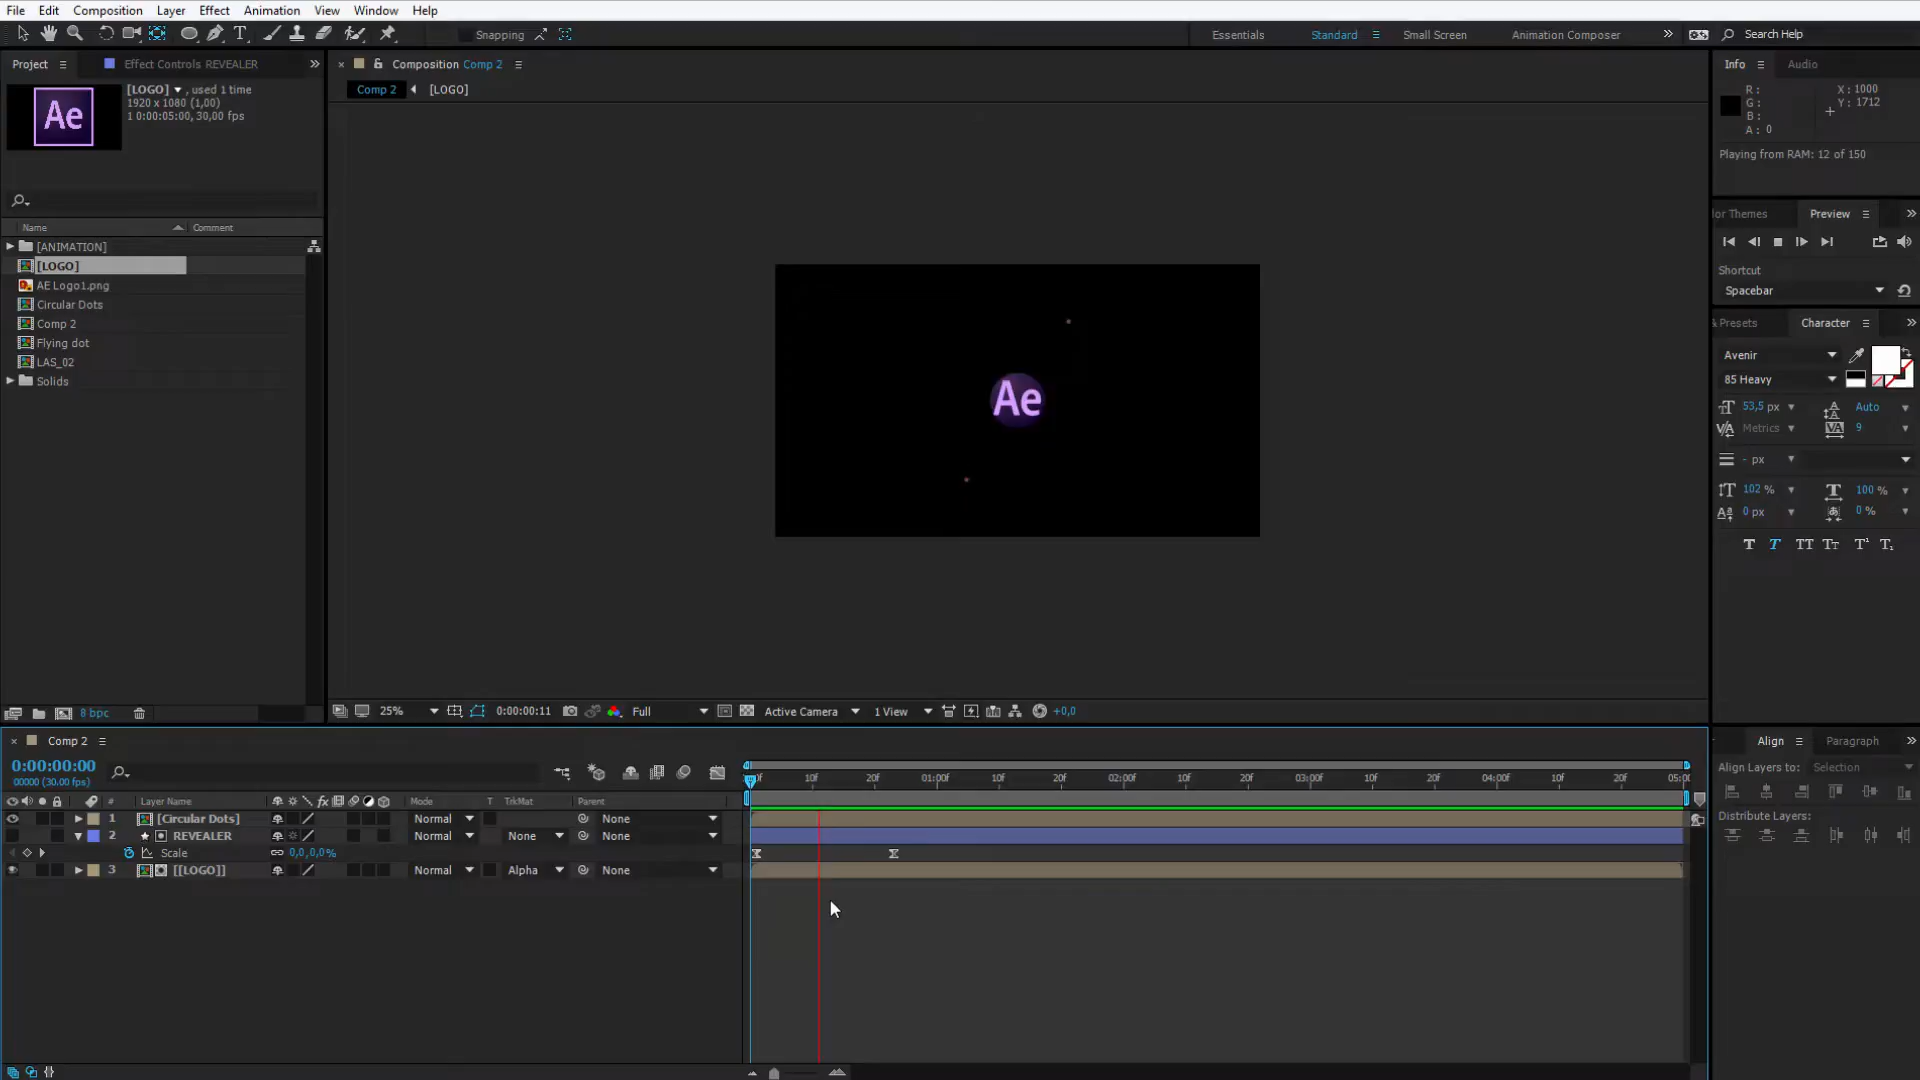 File Edit Composition Layer Effect Animation View Window Help
Snapping
Essentials Standard Small Screen Animation Composer Search Help
Project Effect Controls REVEALER
Composition Comp 2
Info Audio
Comp 2 [LOGO]
[LOGO] , used 1 time
1920 x 1080 (1,00)
1 0:00:05:00, 30,00 fps
Ae
R :
G :
B :
A : 0
X : 1000
Y : 1712
Playing from RAM: 12 of 150
Name Comment
[ANIMATION]
[LOGO]
AE Logo1.png
Circular Dots
Comp 2
Flying dot
LAS_02
Solids
Ae
or Themes Preview
Shortcut
Spacebar
& Presets Character
Avenir
85 Heavy
53,5 px Auto
Metrics 9
- px
102 % 100 %
0 px 0 %
T T TT Tt T¹ T₁
8 bpc
25% 0:00:00:11 Full Active Camera 1 View +0,0
Comp 2
0:00:00:00
00000 (30.00 fps)
0f 10f 20f 01:00f 10f 20f 02:00f 10f 20f 03:00f 10f 20f 04:00f 10f 20f 05:0
# Layer Name Mode T TrkMat Parent
1 [Circular Dots] Normal None
2 REVEALER Normal None None
Scale 0,0,0,0%
3 [[LOGO]] Normal Alpha None
Align Paragraph
Align Layers to: Selection
Distribute Layers: